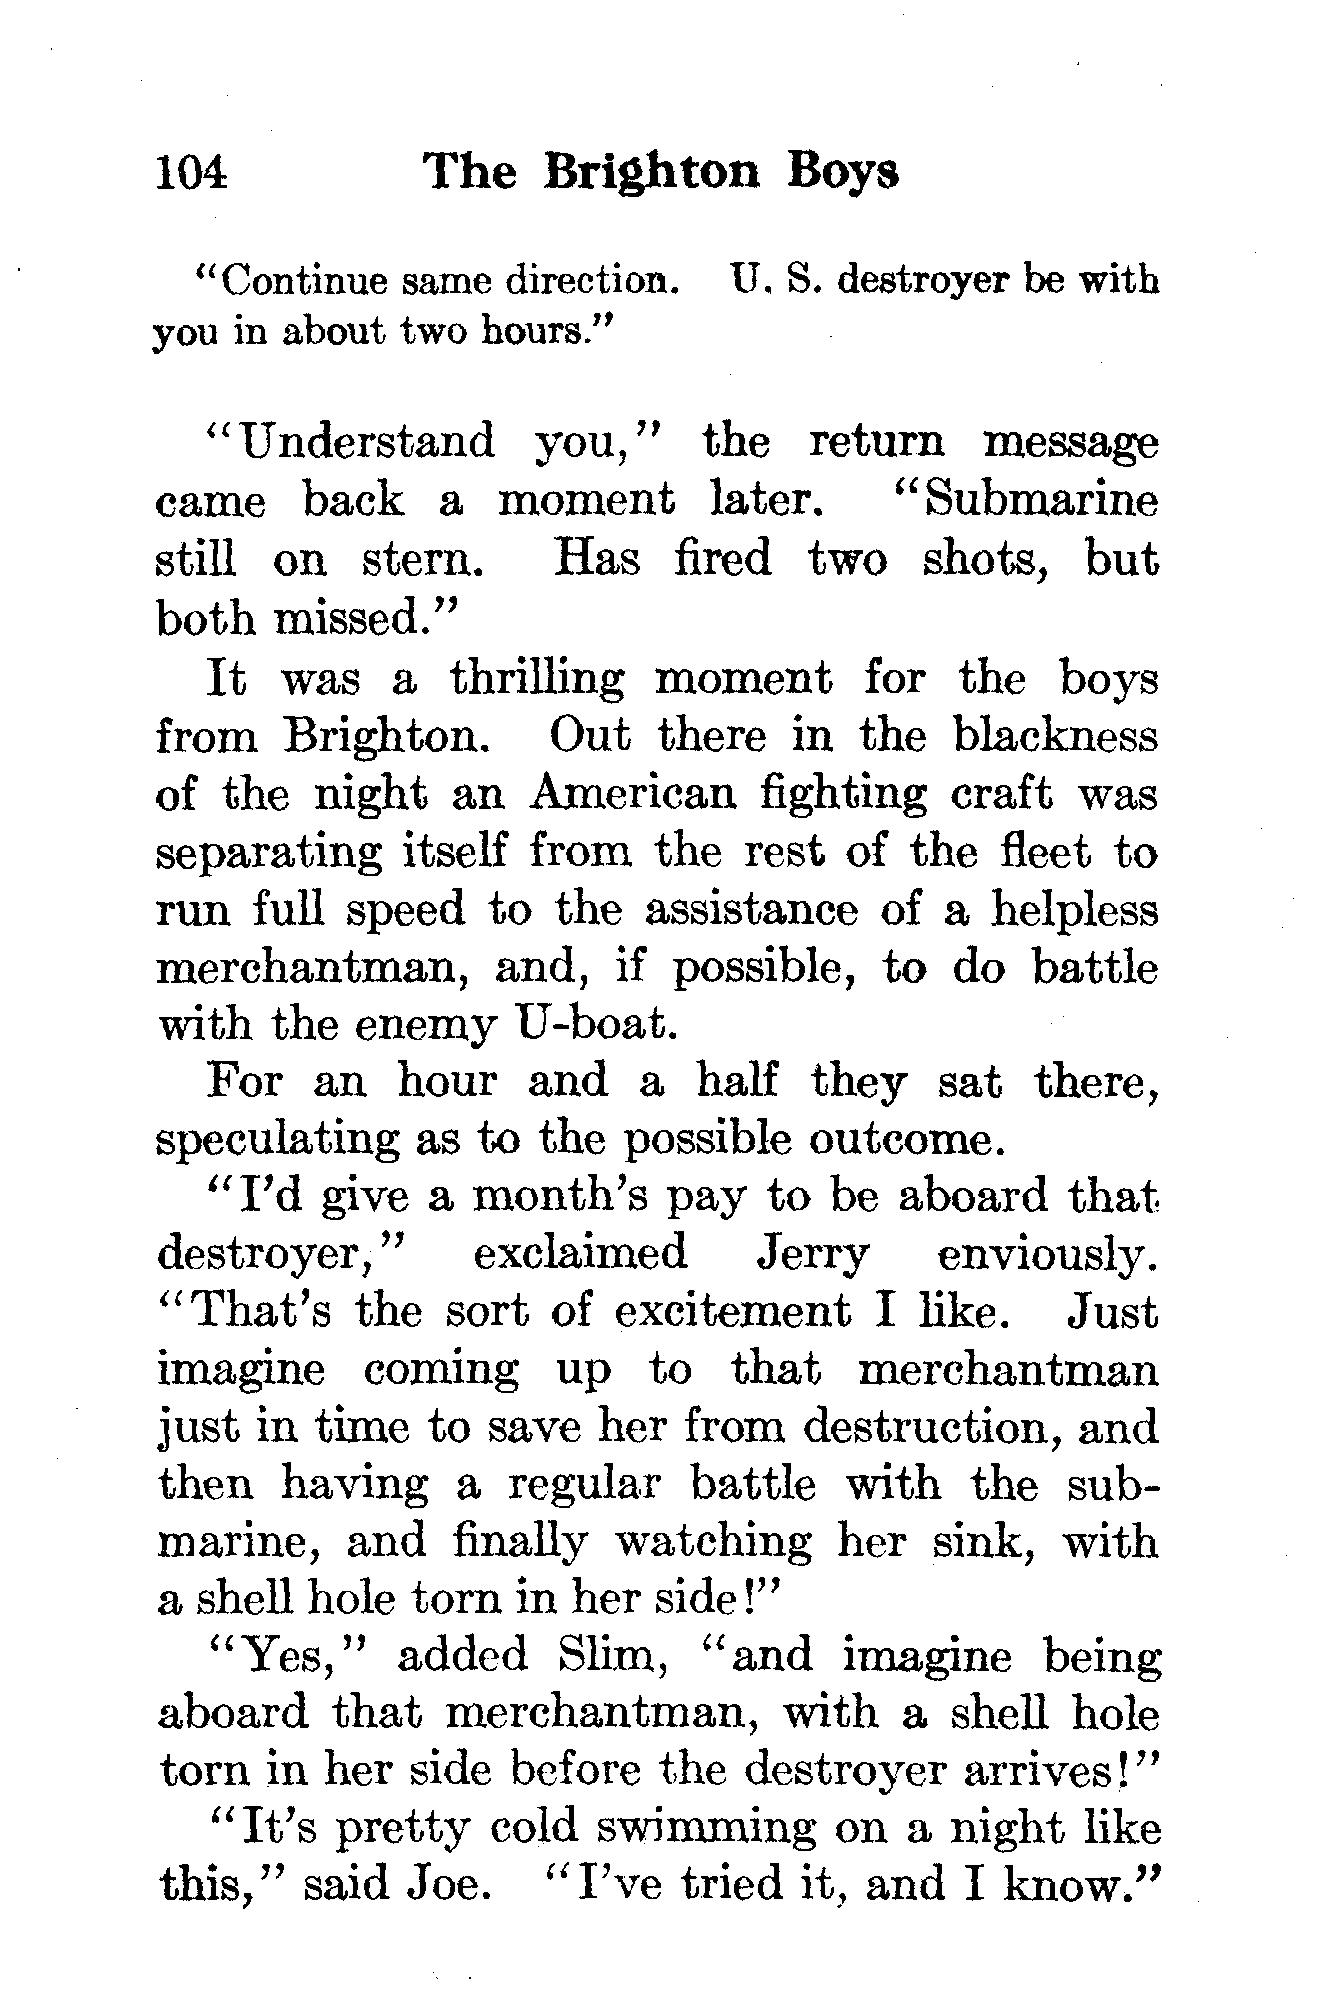 104 The Brighton Boys
“Continue same direction. U. S. destroyer be with
you in about two hours.”
“Understand you,” the return message
came back a moment later. “Submarine
still on stern. Has fired two shots, but
both missed.”
It was a thrilling moment for the boys
from Brighton. Out there in the blackness
of the night an American fighting craft was
separating itself from the rest of the fleet to
run full speed to the assistance of a helpless
merchantman, and, if possible, to do battle
with the enemy U-boat.
For an hour and a half they sat there,
speculating as to the possible outcome.
“I’d give a month’s pay to be aboard that
destroyer,” exclaimed Jerry enviously.
“That’s the sort of excitement I like. Just
imagine coming up to that merchantman
just in time to save her from destruction, and
then having a regular battle with the sub-
marine, and finally watching her sink, with
a shell hole torn in her side!”
“Yes,” added Slim, “and imagine being
aboard that merchantman, with a shell hole
torn in her side before the destroyer arrives!”
“It’s pretty cold swimming on a night like
this,” said Joe. “I’ve tried it, and I know.”